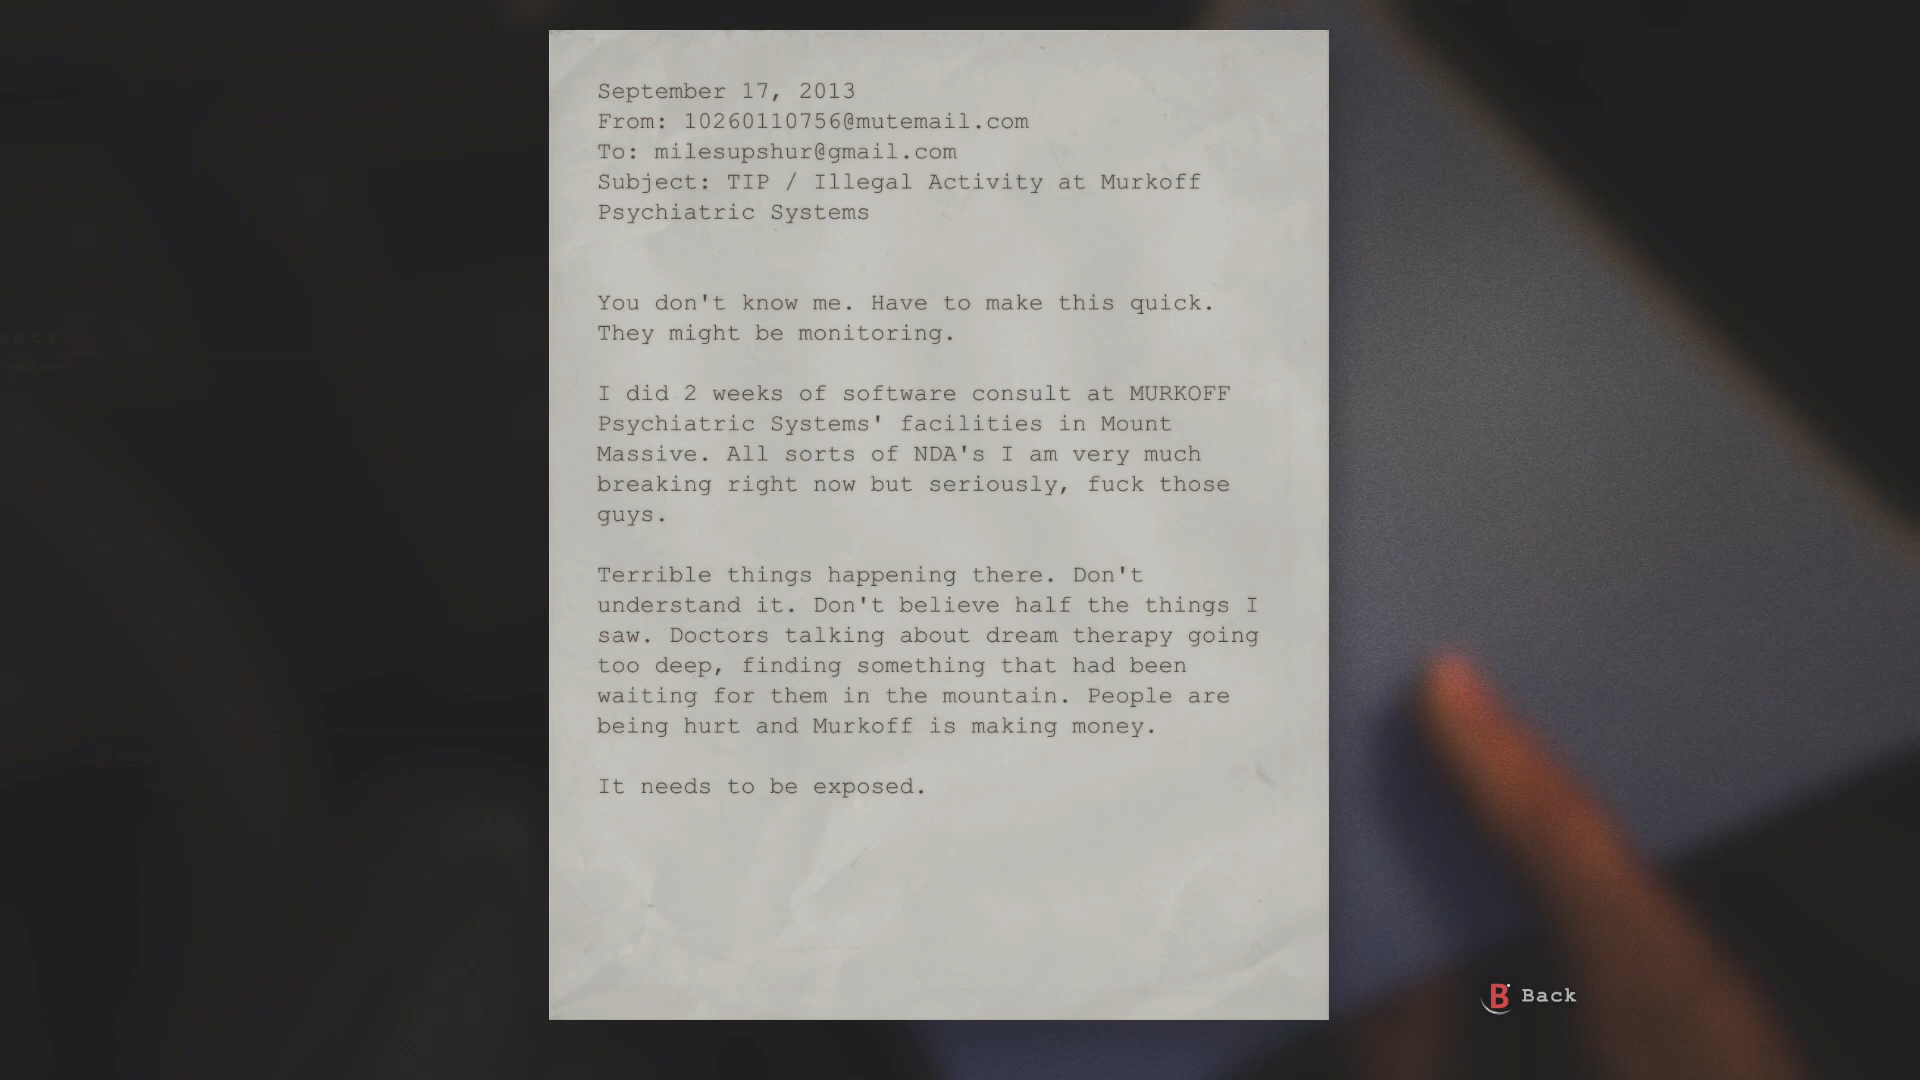 September 17, 2013
From: 10260110756@mutemail.com
To: milesupshur@gmail.com
Subject: TIP / Illegal Activity at Murkoff
Psychiatric Systems
You don't know me. Have to make this quick.
They might be monitoring.
I did 2 weeks of software consult at MURKOFF
Psychiatric Systems' facilities in Mount
Massive. All sorts of NDA's I am very much
breaking right now but seriously, fuck those
guys.
Terrible things happening there. Don't
understand it. Don't believe half the things I
saw. Doctors talking about dream therapy going
too deep, finding something that had been
waiting for them in the mountain. People are
being hurt and Murkoff is making money.
It needs to be exposed.
B Back